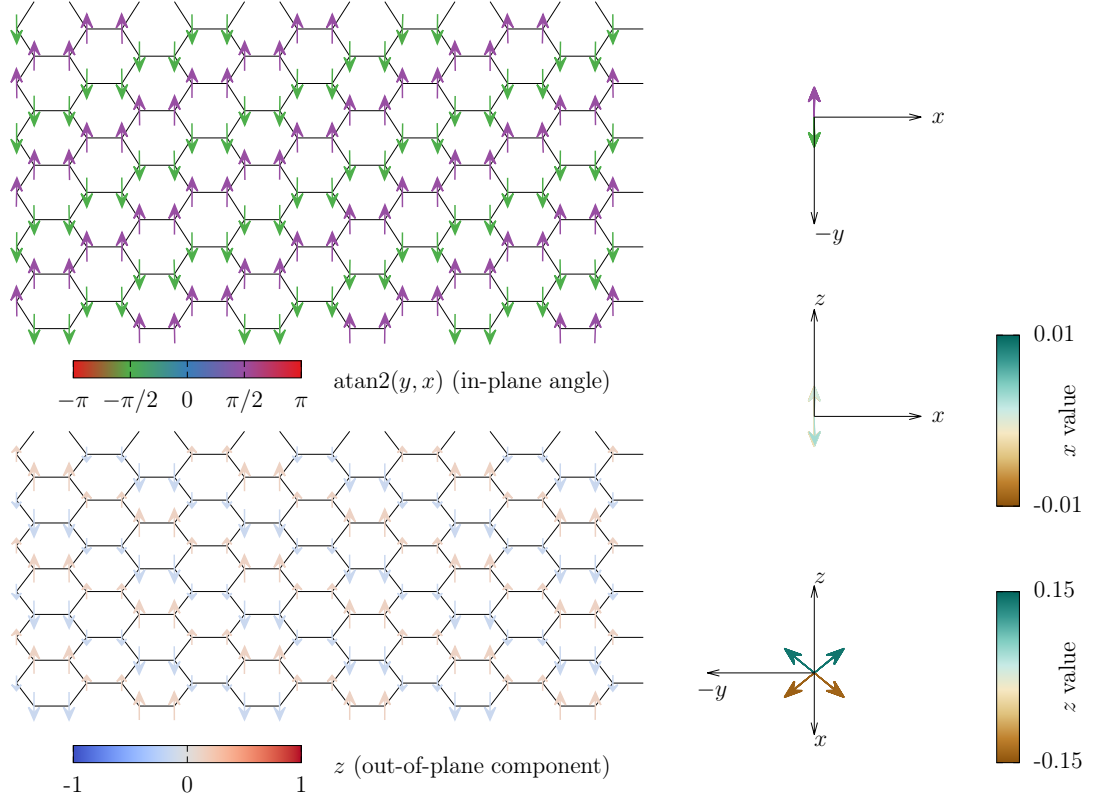 x
−y
z
x
0.01
x value
-0.01
−π −π/2 0 π/2 π
atan2(y, x) (in-plane angle)
z
−y
x
0.15
z value
-0.15
-1 0 1
z (out-of-plane component)